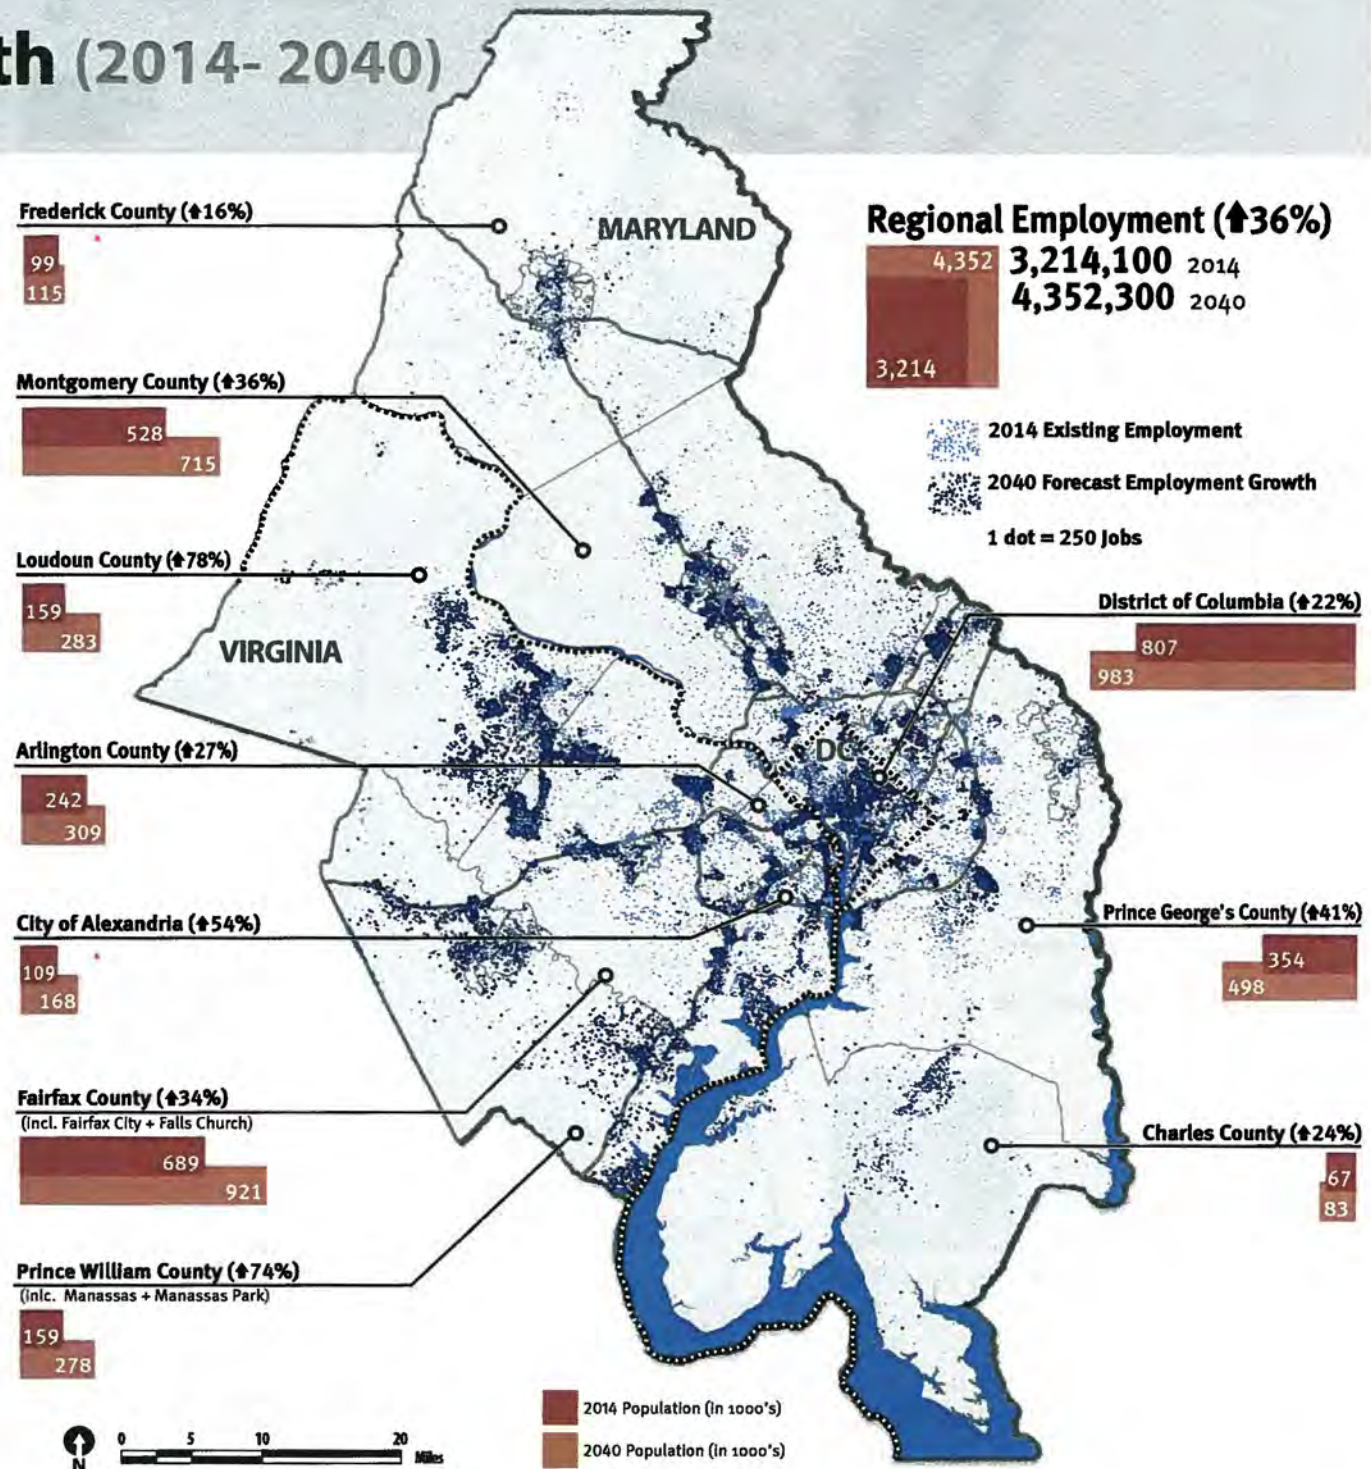 th (2014- 2040)
Frederick County (⬆16%)
99
115
MARYLAND
Regional Employment (⬆36%)
4,352
3,214,100 2014
4,352,300 2040
3,214
Montgomery County (⬆36%)
528
715
2014 Existing Employment
2040 Forecast Employment Growth
1 dot = 250 Jobs
Loudoun County (⬆78%)
159
283
VIRGINIA
District of Columbia (⬆22%)
807
983
Arlington County (⬆27%)
242
309
DC
City of Alexandria (⬆54%)
109
168
Prince George's County (⬆41%)
354
498
Fairfax County (⬆34%)
(incl. Fairfax City + Falls Church)
689
921
Charles County (⬆24%)
67
83
Prince William County (⬆74%)
(inlc. Manassas + Manassas Park)
159
278
2014 Population (in 1000's)
2040 Population (in 1000's)
N
0 5 10 20
Miles